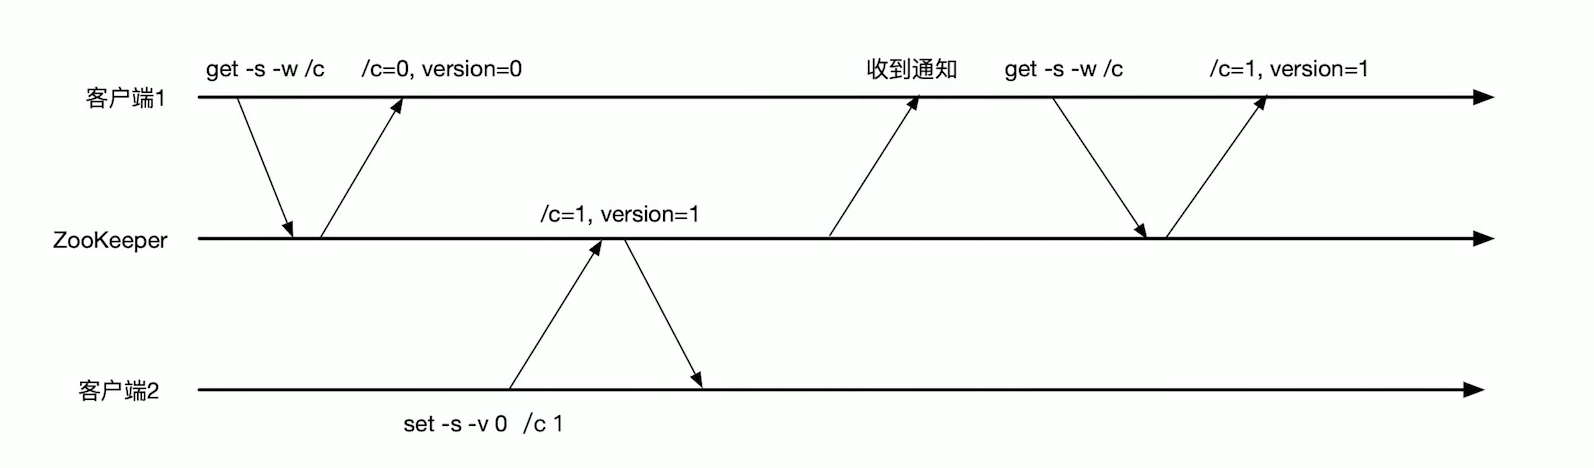 get -s -w /c
/c=0, version=0
收到通知
get -s -w /c
/c=1, version=1
客户端1
/c=1, version=1
ZooKeeper
客户端2
set -s -v 0 /c 1